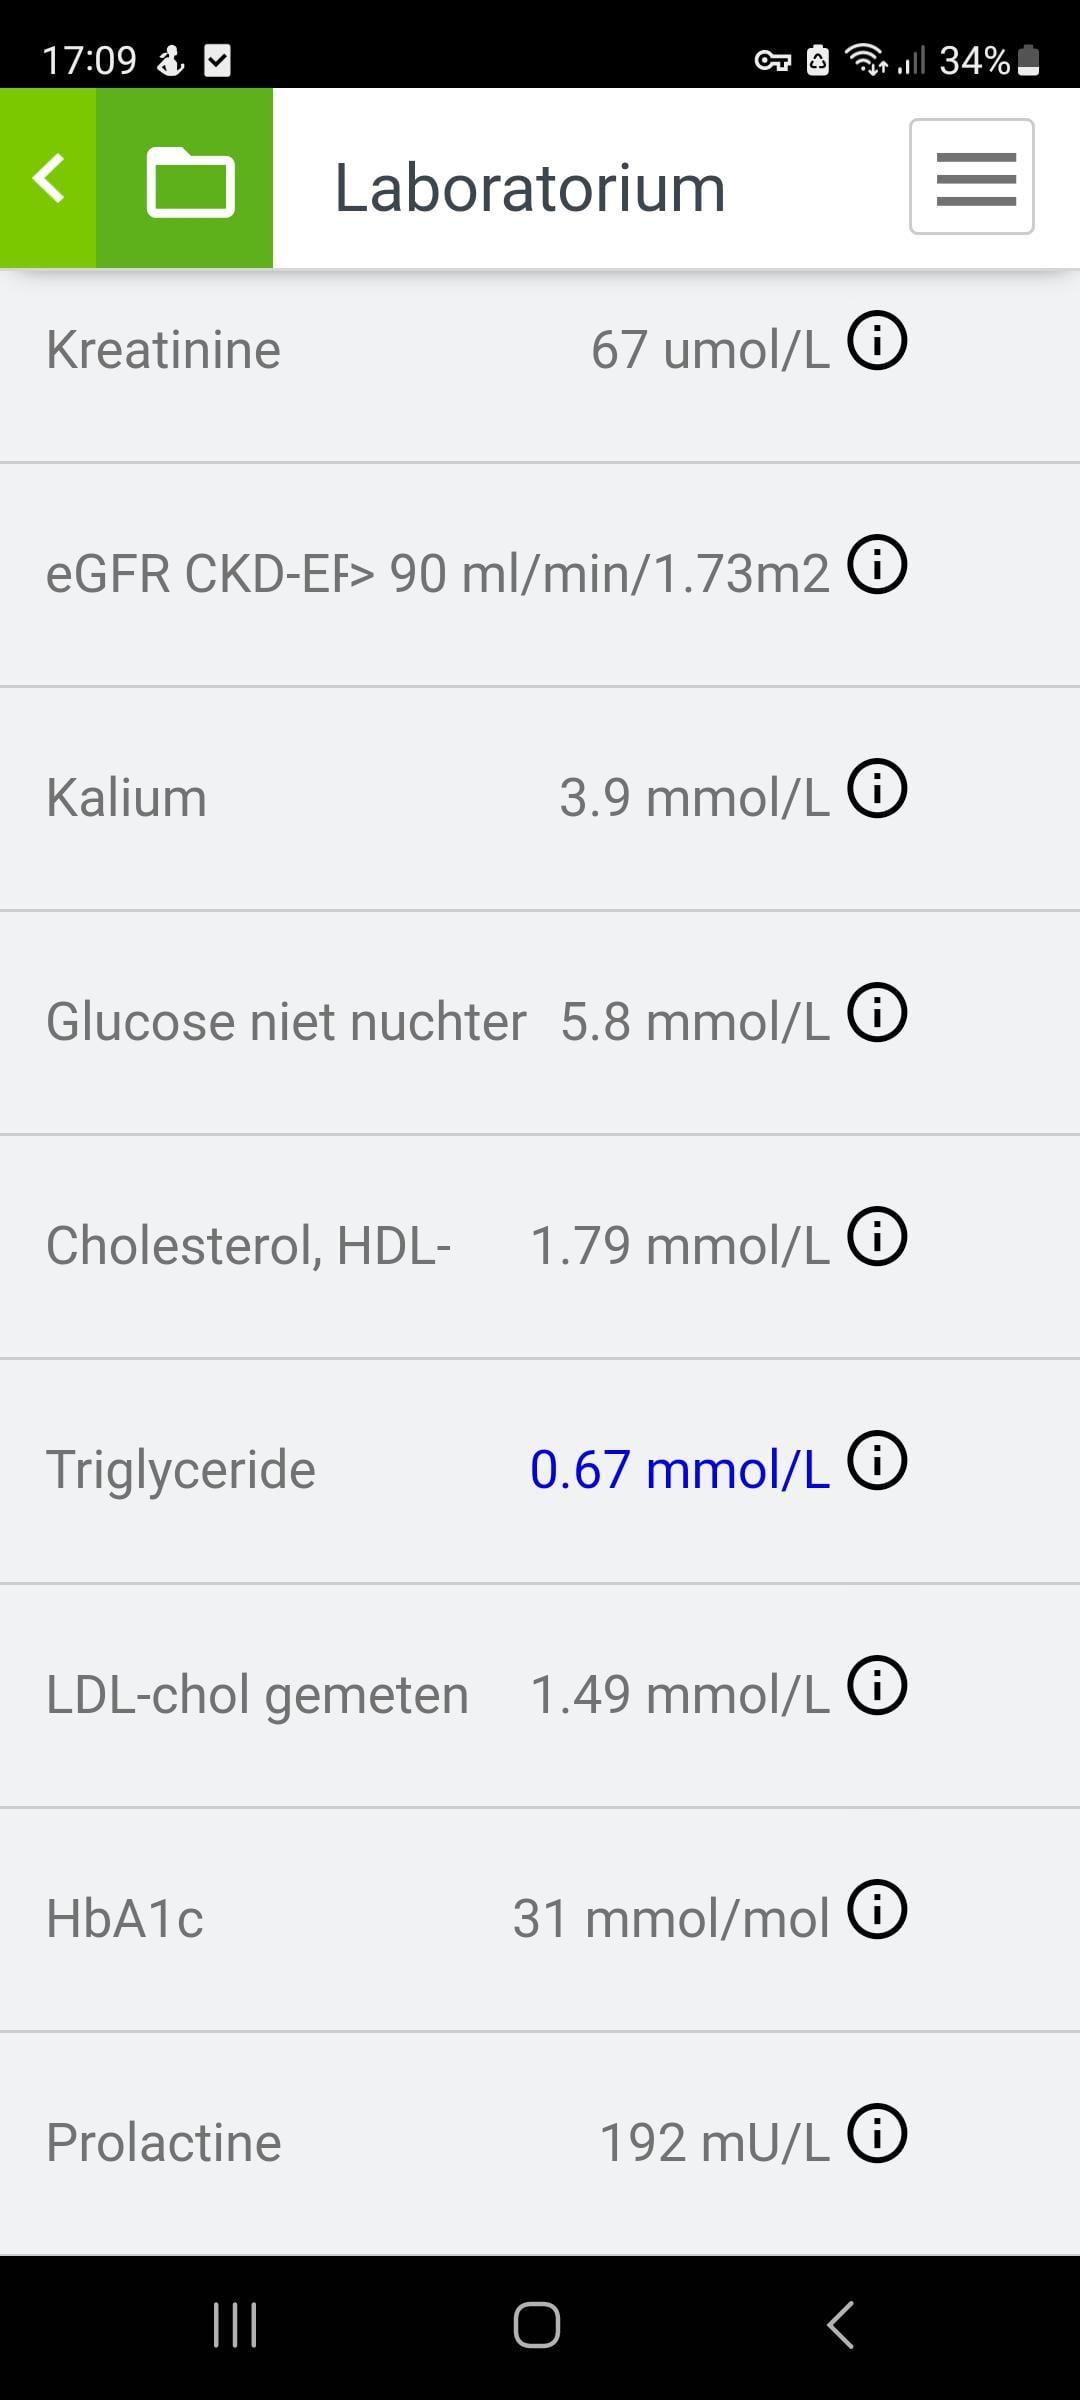 17:09 34%
Laboratorium
Kreatinine 67 umol/L
eGFR CKD-EP> 90 ml/min/1.73m2
Kalium 3.9 mmol/L
Glucose niet nuchter 5.8 mmol/L
Cholesterol, HDL- 1.79 mmol/L
Triglyceride 0.67 mmol/L
LDL-chol gemeten 1.49 mmol/L
HbA1c 31 mmol/mol
Prolactine 192 mU/L